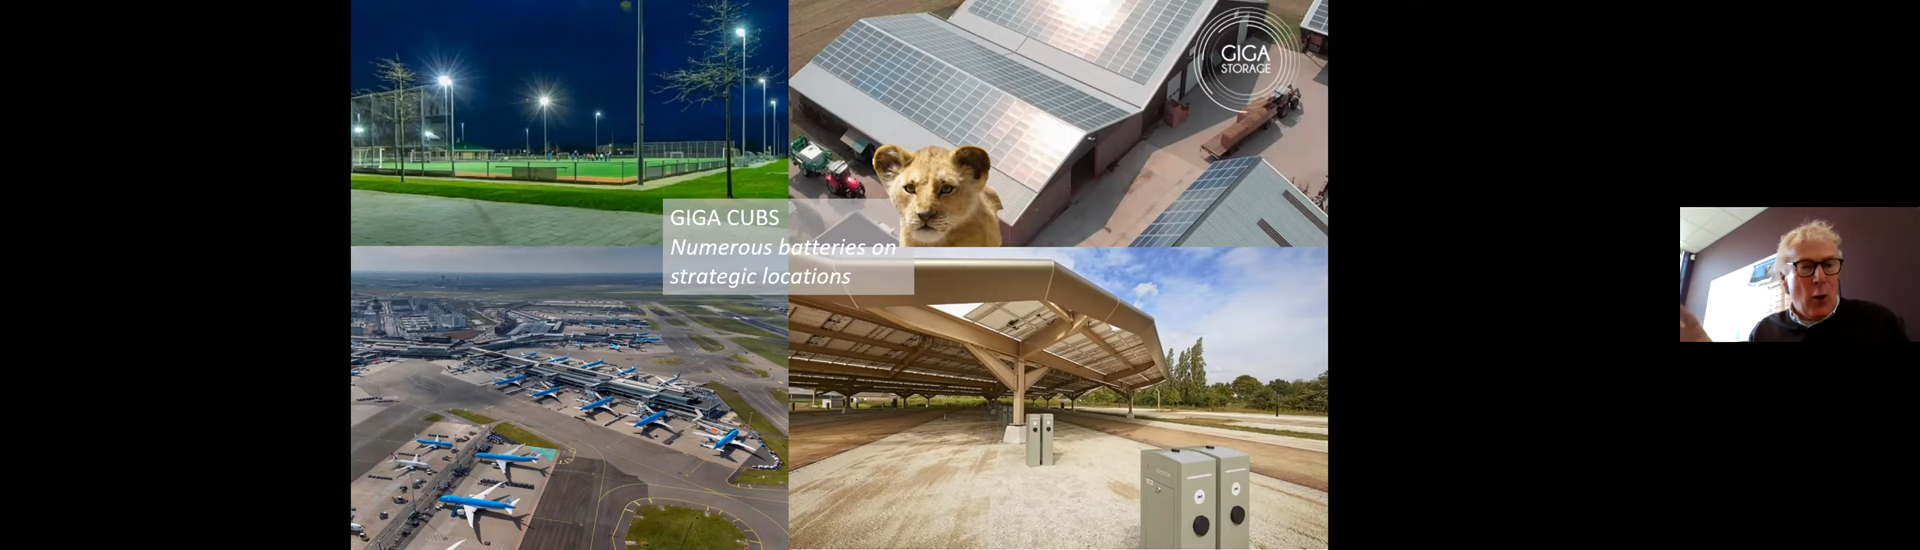 GIGA
STORAGE
GIGA CUBS
Numerous batteries on
strategic locations